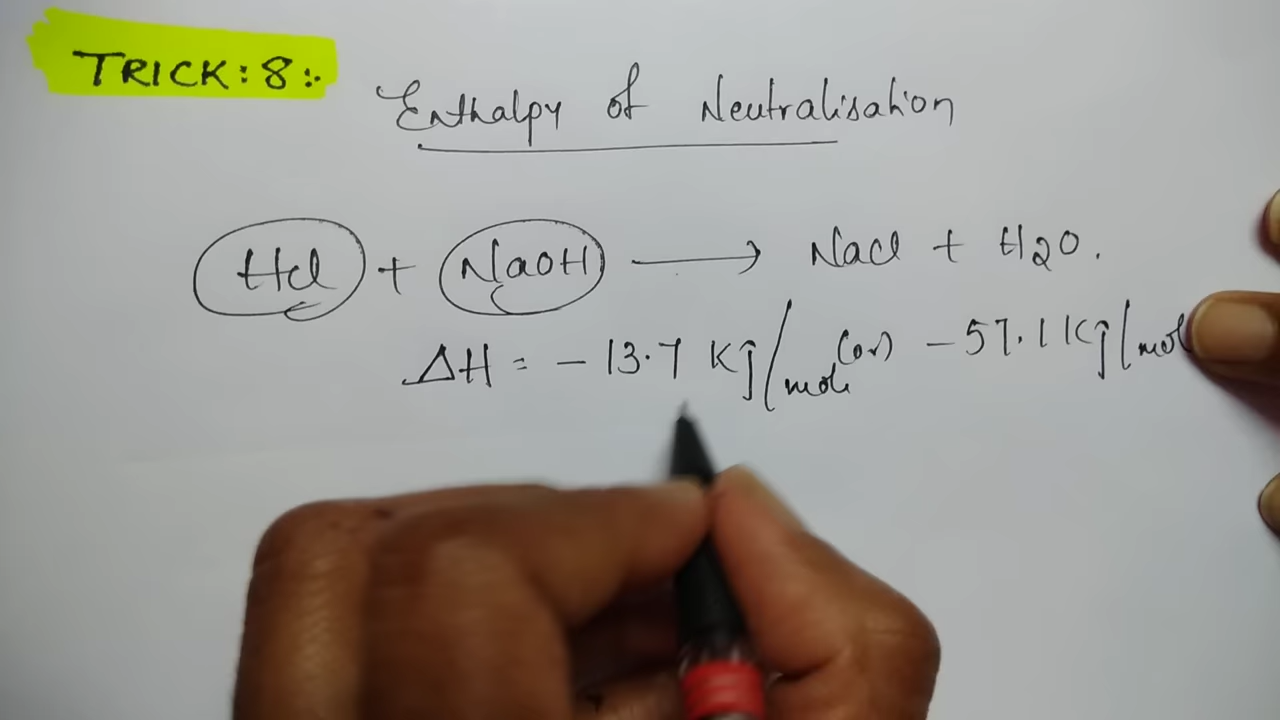 TRICK:8:.
Enthalpy of Neutralisation
Hcl + NaOH ⟶ Nacl + H2O.
ΔH = -13.7 KJ/mol (or) -57.1 KJ/mol